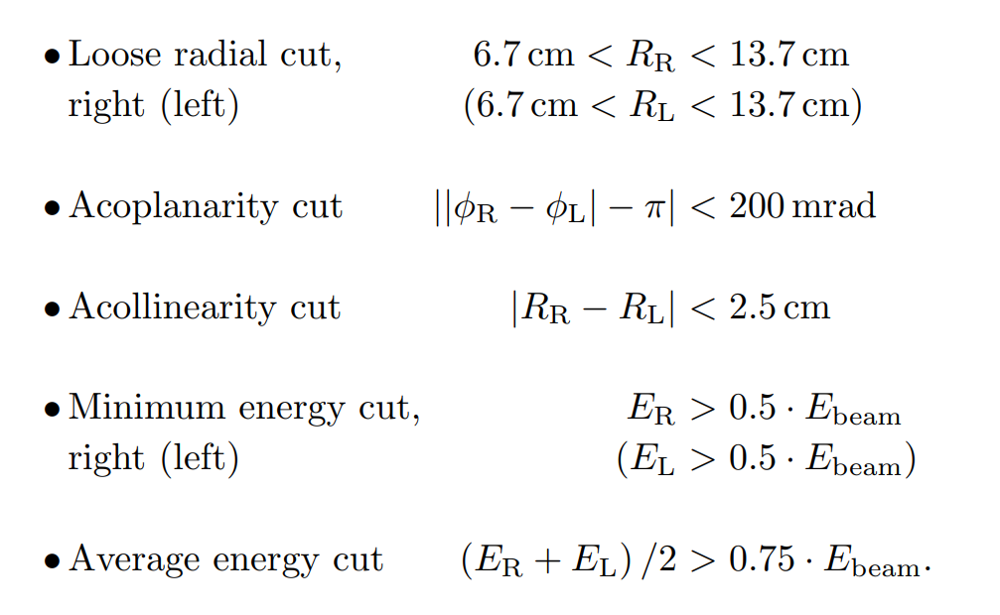 • Loose radial cut, 6.7 cm < R_R < 13.7 cm
right (left) (6.7 cm < R_L < 13.7 cm)
• Acoplanarity cut ||ϕ_R − ϕ_L| − π| < 200 mrad
• Acollinearity cut |R_R − R_L| < 2.5 cm
• Minimum energy cut, E_R > 0.5 · E_beam
right (left) (E_L > 0.5 · E_beam)
• Average energy cut (E_R + E_L) /2 > 0.75 · E_beam.